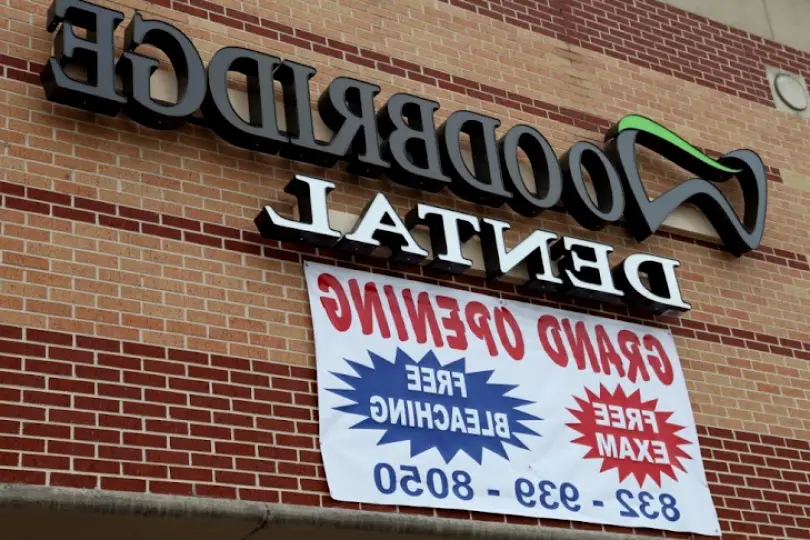 WOODBRIDGE
DENTAL
GRAND OPENING
FREE
EXAM
FREE
BLEACHING
832 - 939 - 8050